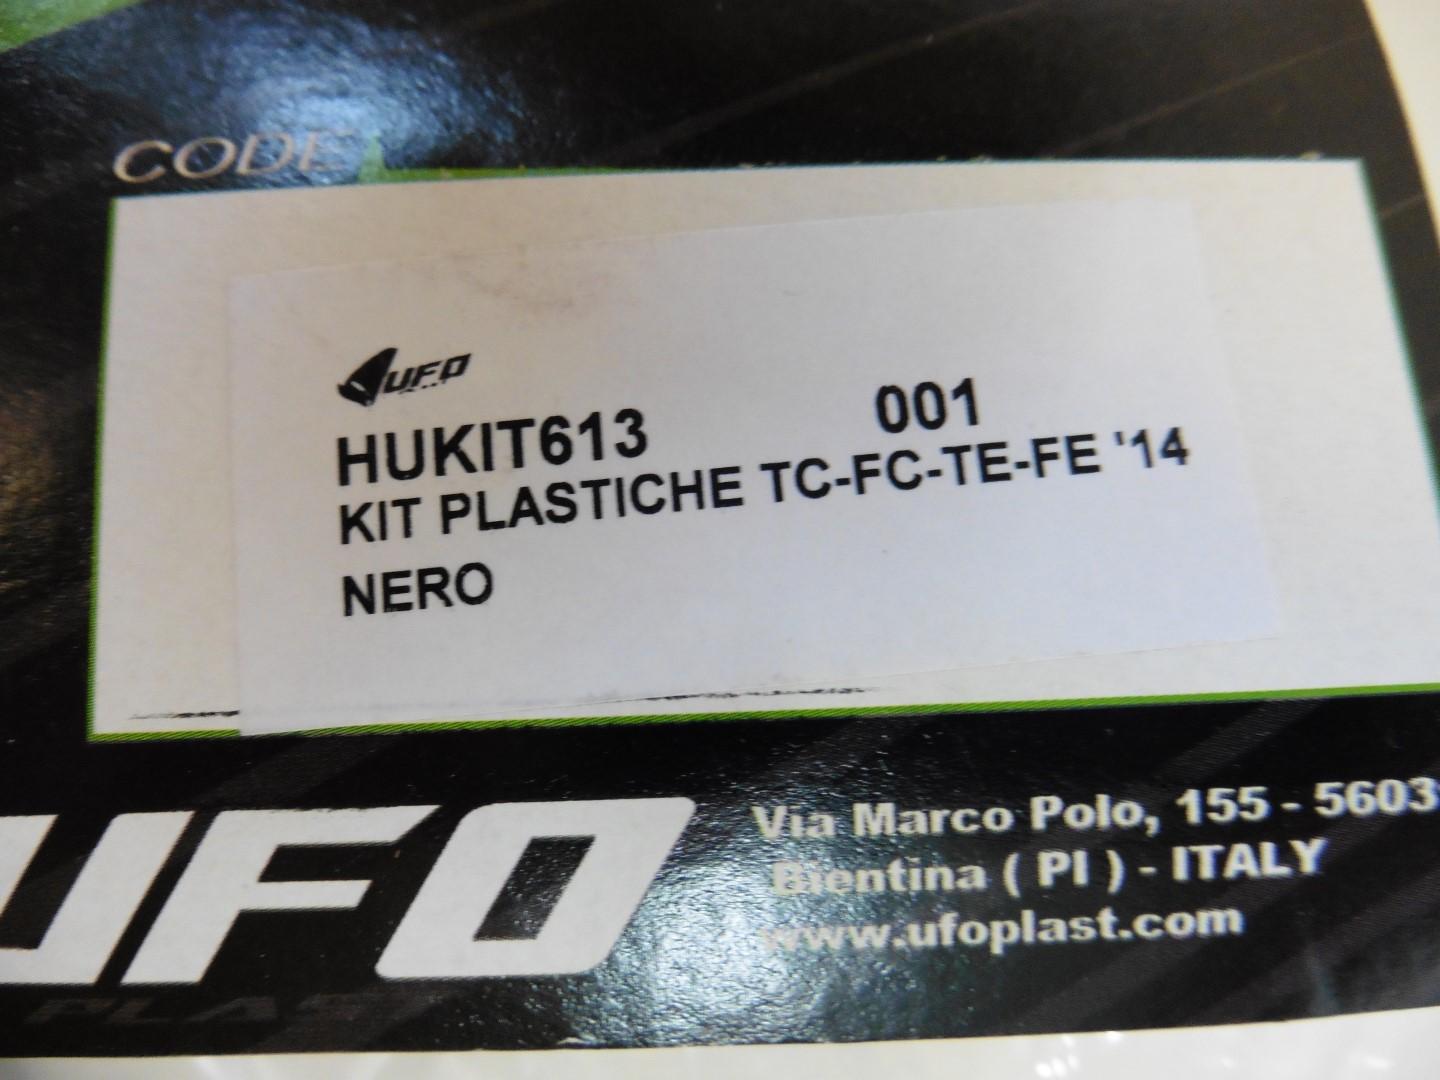 CODE
UFO
HUKIT613 001
KIT PLASTICHE TC-FC-TE-FE '14
NERO
UFO
PLAST
Via Marco Polo, 155 - 5603
Bientina ( PI ) - ITALY
www.ufoplast.com